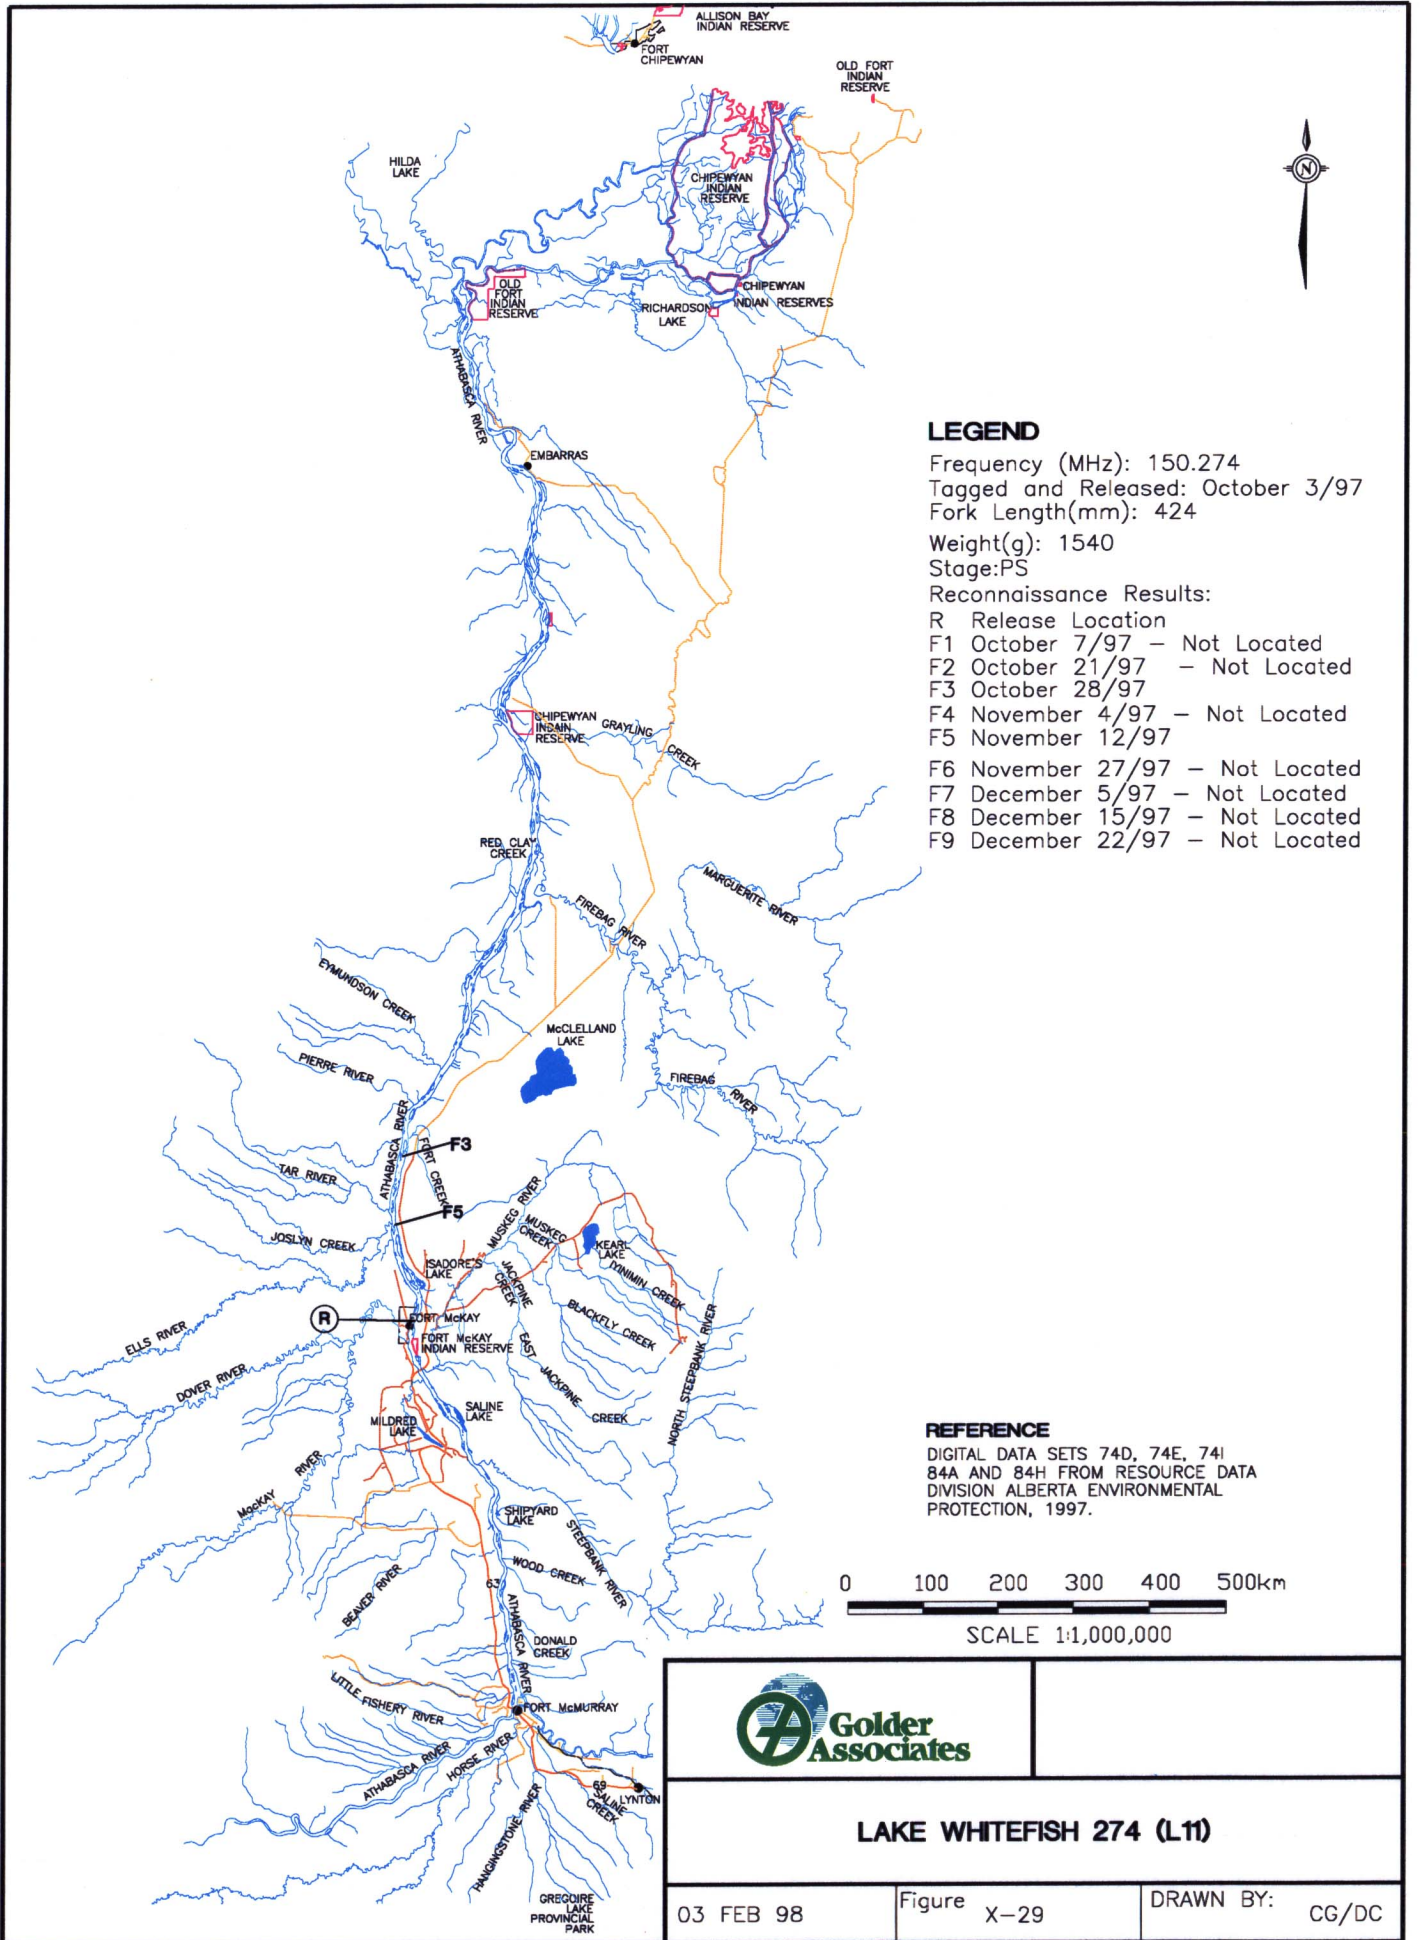 ALLISON BAY
INDIAN RESERVE
FORT
CHIPEWYAN
OLD FORT
INDIAN
RESERVE
HILDA
LAKE
CHIPEWYAN
INDIAN
RESERVE
OLD
FORT
INDIAN
RESERVE
CHIPEWYAN
INDIAN RESERVES
RICHARDSON
LAKE
ATHABASCA RIVER
EMBARRAS
LEGEND
Frequency (MHz): 150.274
Tagged and Released: October 3/97
Fork Length(mm): 424
Weight(g): 1540
Stage:PS
Reconnaissance Results:
R Release Location
F1 October 7/97 – Not Located
F2 October 21/97 – Not Located
F3 October 28/97
F4 November 4/97 – Not Located
F5 November 12/97
F6 November 27/97 – Not Located
F7 December 5/97 – Not Located
F8 December 15/97 – Not Located
F9 December 22/97 – Not Located
CHIPEWYAN
INDAIN
RESERVE
GRAYLING
CREEK
RED CLAY
CREEK
MARGUERITE RIVER
FIREBAG RIVER
EYMUNDSON CREEK
McCLELLAND
LAKE
PIERRE RIVER
FIREBAG
RIVER
ATHABASCA RIVER
F3
FORT CREEK
TAR RIVER
F5
MUSKEG RIVER
MUSKEG
CREEK
JOSLYN CREEK
KEARL
LAKE
ISADORE'S
LAKE
JACKPINE
CREEK
IYINIMIN CREEK
BLACKFLY CREEK
R
FORT McKAY
FORT McKAY
INDIAN RESERVE
ELLS RIVER
EAST
JACKPINE
CREEK
NORTH STEEPBANK RIVER
DOVER RIVER
SALINE
LAKE
MILDRED
LAKE
RIVER
MacKAY
SHIPYARD
LAKE
STEEPBANK RIVER
WOOD CREEK
63
BEAVER RIVER
ATHABASCA RIVER
DONALD
CREEK
LITTLE FISHERY RIVER
FORT McMURRAY
ATHABASCA RIVER
HORSE RIVER
69
LYNTON
SALINE
CREEK
HANGINGSTONE RIVER
GREGOIRE
LAKE
PROVINCIAL
PARK
N
REFERENCE
DIGITAL DATA SETS 74D, 74E, 74I
84A AND 84H FROM RESOURCE DATA
DIVISION ALBERTA ENVIRONMENTAL
PROTECTION, 1997.
0 100 200 300 400 500km
SCALE 1:1,000,000
Golder
Associates
LAKE WHITEFISH 274 (L11)
03 FEB 98
Figure X-29
DRAWN BY: CG/DC